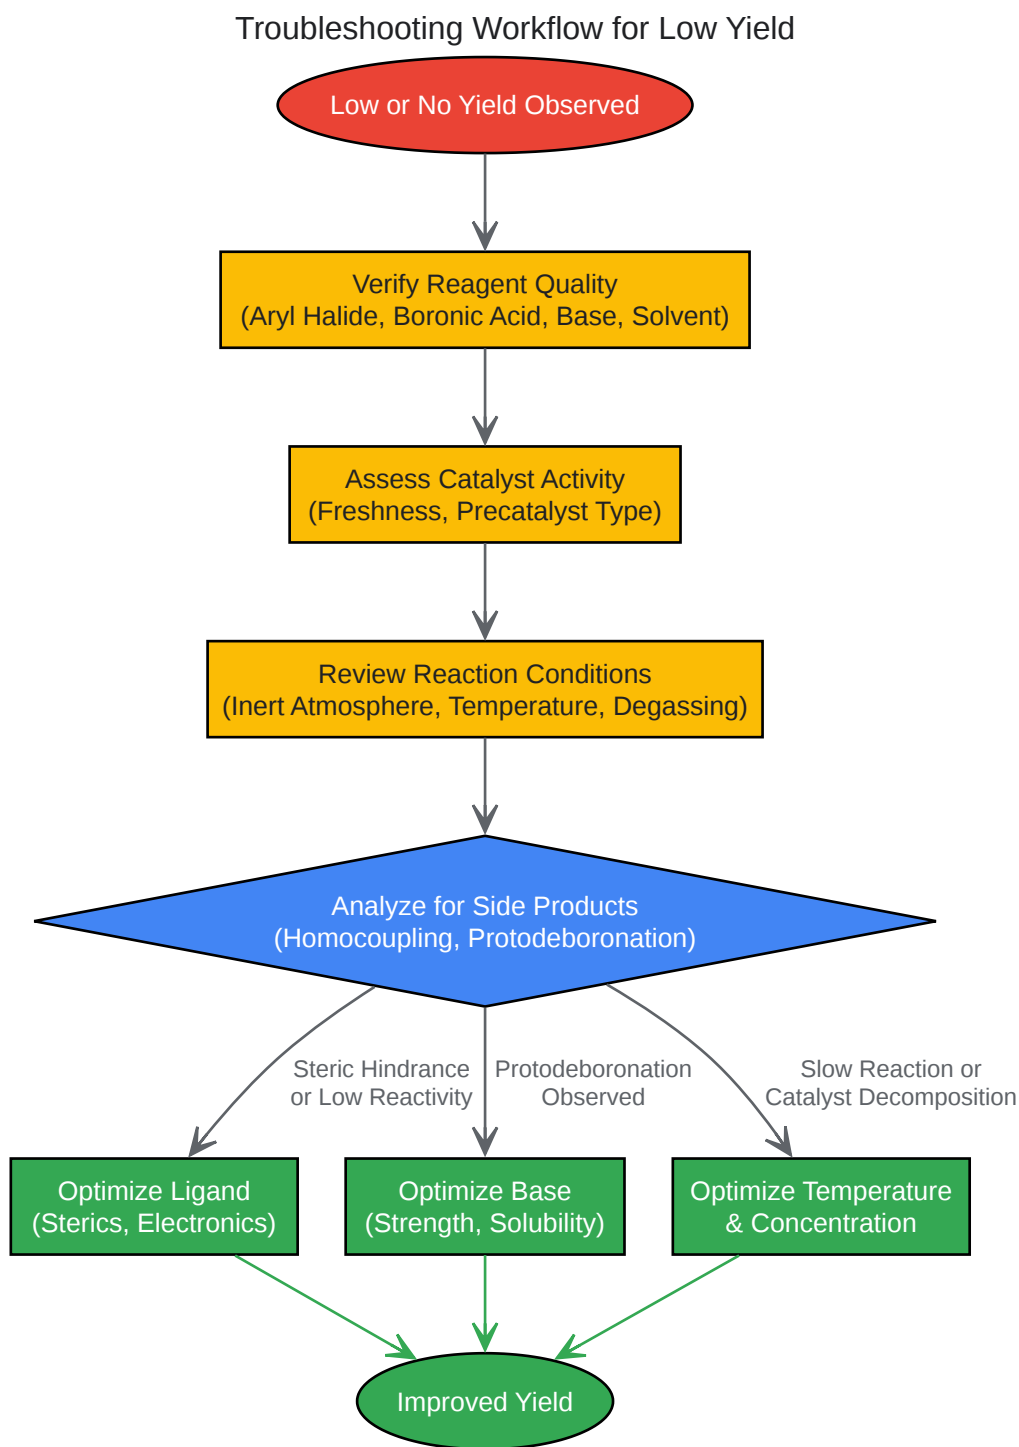 Troubleshooting Workflow for Low Yield
Low or No Yield Observed
Verify Reagent Quality
(Aryl Halide, Boronic Acid, Base, Solvent)
Assess Catalyst Activity
(Freshness, Precatalyst Type)
Review Reaction Conditions
(Inert Atmosphere, Temperature, Degassing)
Analyze for Side Products
(Homocoupling, Protodeboronation)
Steric Hindrance
or Low Reactivity
Protodeboronation
Observed
Slow Reaction or
Catalyst Decomposition
Optimize Ligand
(Sterics, Electronics)
Optimize Base
(Strength, Solubility)
Optimize Temperature
& Concentration
Improved Yield